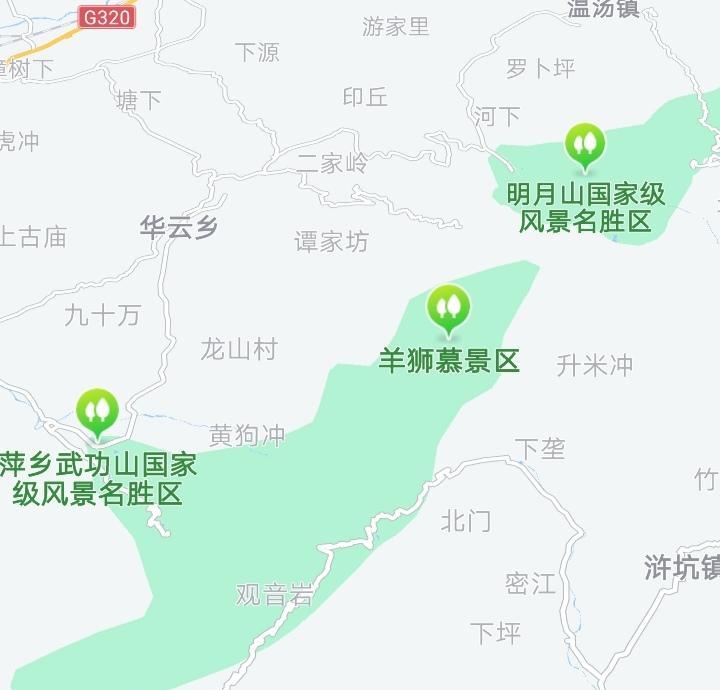 温汤镇
G320
游家里
下源
樟树下
罗卜坪
塘下
印丘
河下
虎冲
二家岭
明月山国家级
风景名胜区
华云乡
上古庙
谭家坊
九十万
龙山村
羊狮慕景区
升米冲
黄狗冲
下垄
萍乡武功山国家
级风景名胜区
竹
北门
浒坑镇
密江
观音岩
下坪